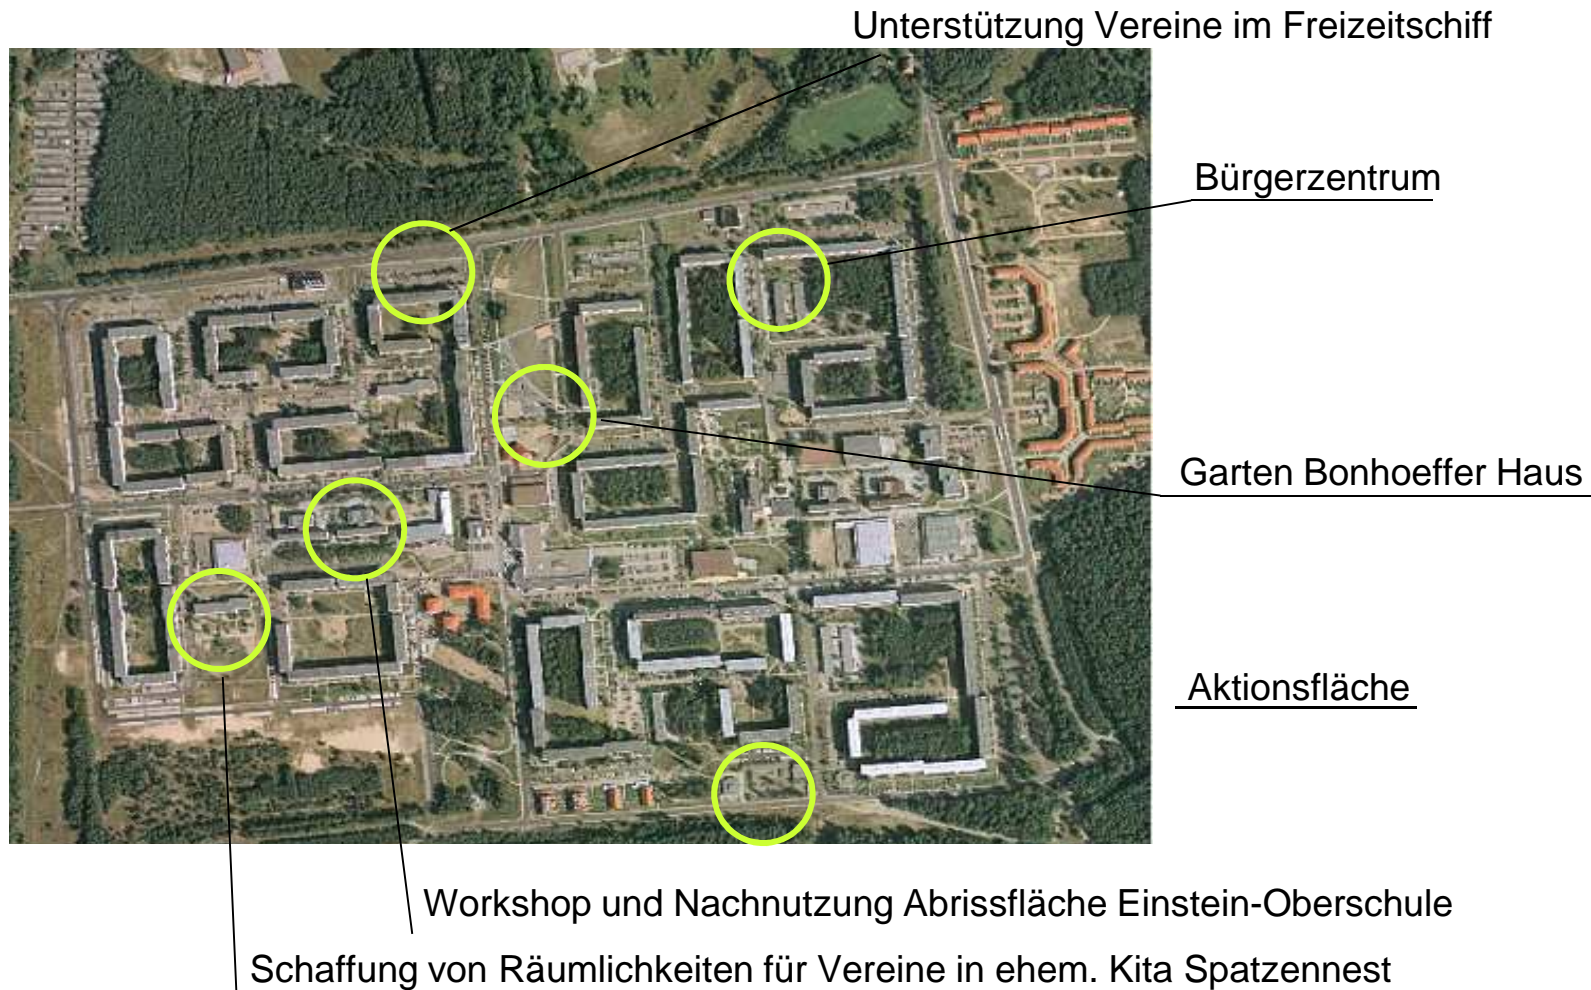 Unterstützung Vereine im Freizeitschiff
Bürgerzentrum
Garten Bonhoeffer Haus
Aktionsfläche
Workshop und Nachnutzung Abrissfläche Einstein-Oberschule
Schaffung von Räumlichkeiten für Vereine in ehem. Kita Spatzennest